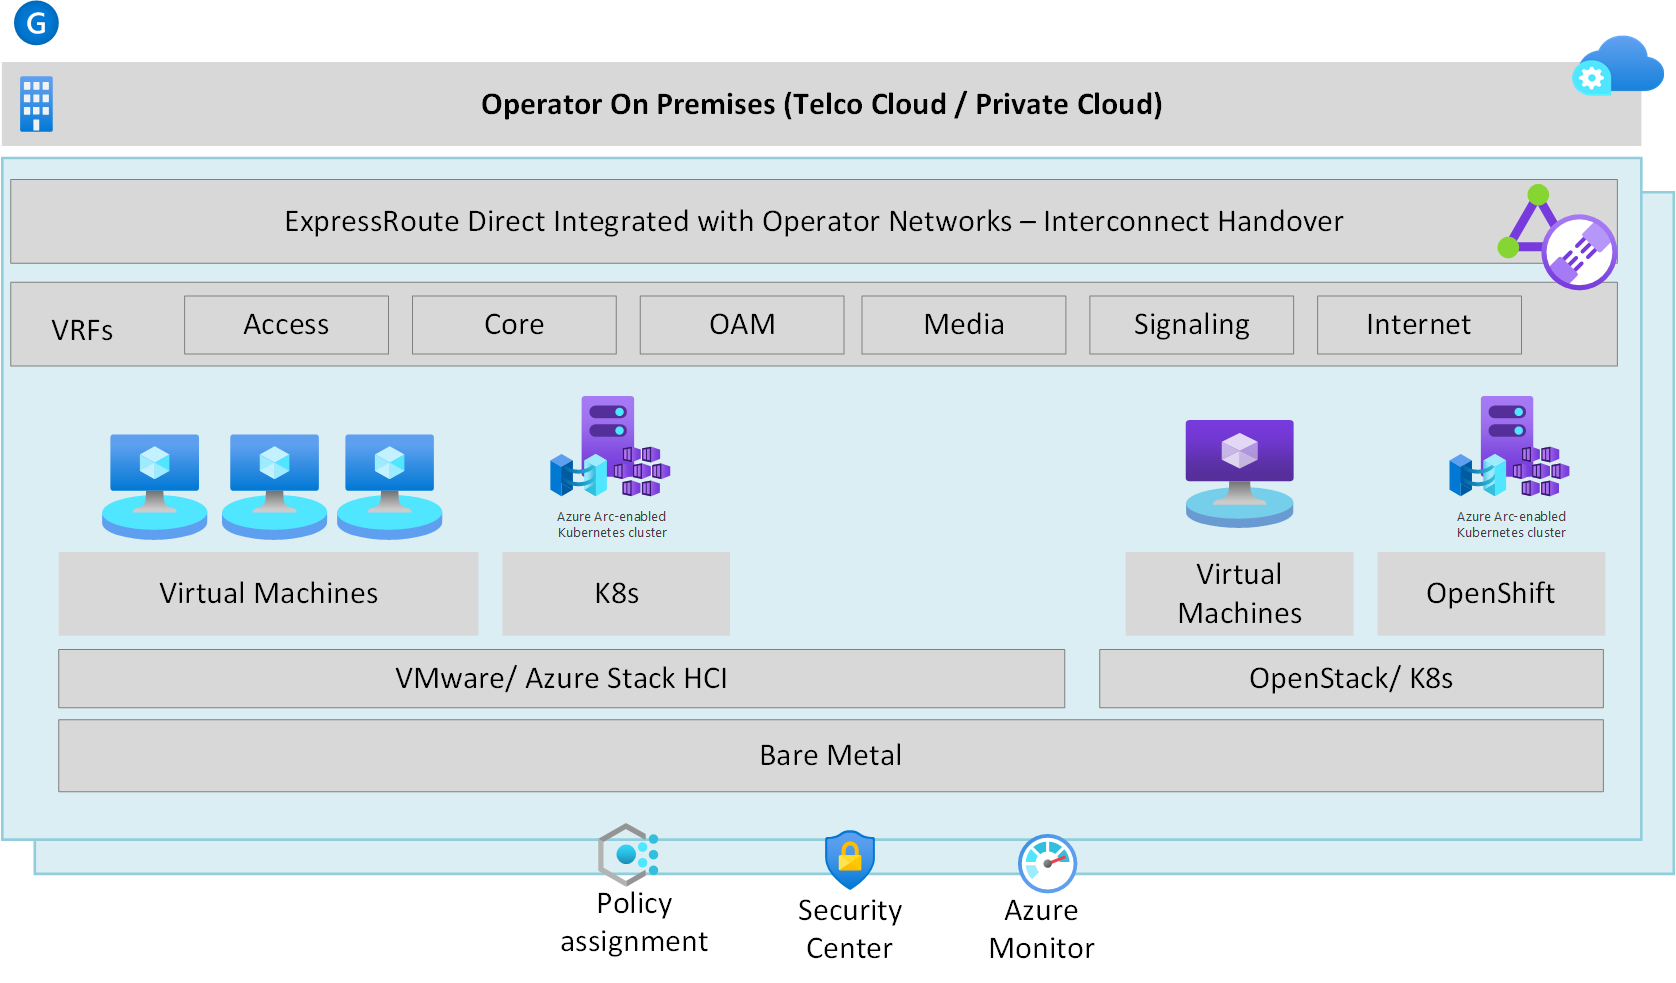 G
Operator On Premises (Telco Cloud / Private Cloud)
ExpressRoute Direct Integrated with Operator Networks – Interconnect Handover
VRFs
Access
Core
OAM
Media
Signaling
Internet
Azure Arc-enabled
Kubernetes cluster
Azure Arc-enabled
Kubernetes cluster
Virtual Machines
K8s
Virtual
Machines
OpenShift
VMware/ Azure Stack HCI
OpenStack/ K8s
Bare Metal
Policy
assignment
Security
Center
Azure
Monitor